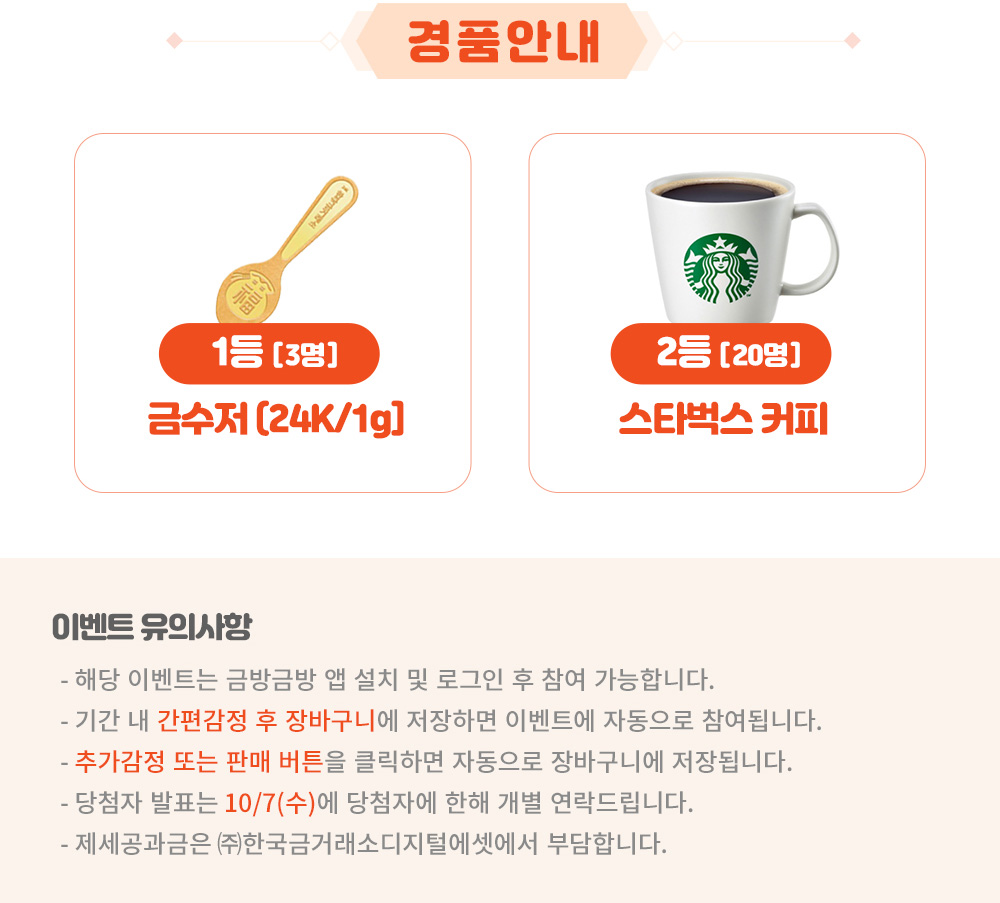 경품안내
福
1등 [3명]
금수저 [24K/1g]
2등 [20명]
스타벅스 커피
이벤트 유의사항
- 해당 이벤트는 금방금방 앱 설치 및 로그인 후 참여 가능합니다.
- 기간 내 간편감정 후 장바구니에 저장하면 이벤트에 자동으로 참여됩니다.
- 추가감정 또는 판매 버튼을 클릭하면 자동으로 장바구니에 저장됩니다.
- 당첨자 발표는 10/7(수)에 당첨자에 한해 개별 연락드립니다.
- 제세공과금은 ㈜한국금거래소디지털에셋에서 부담합니다.